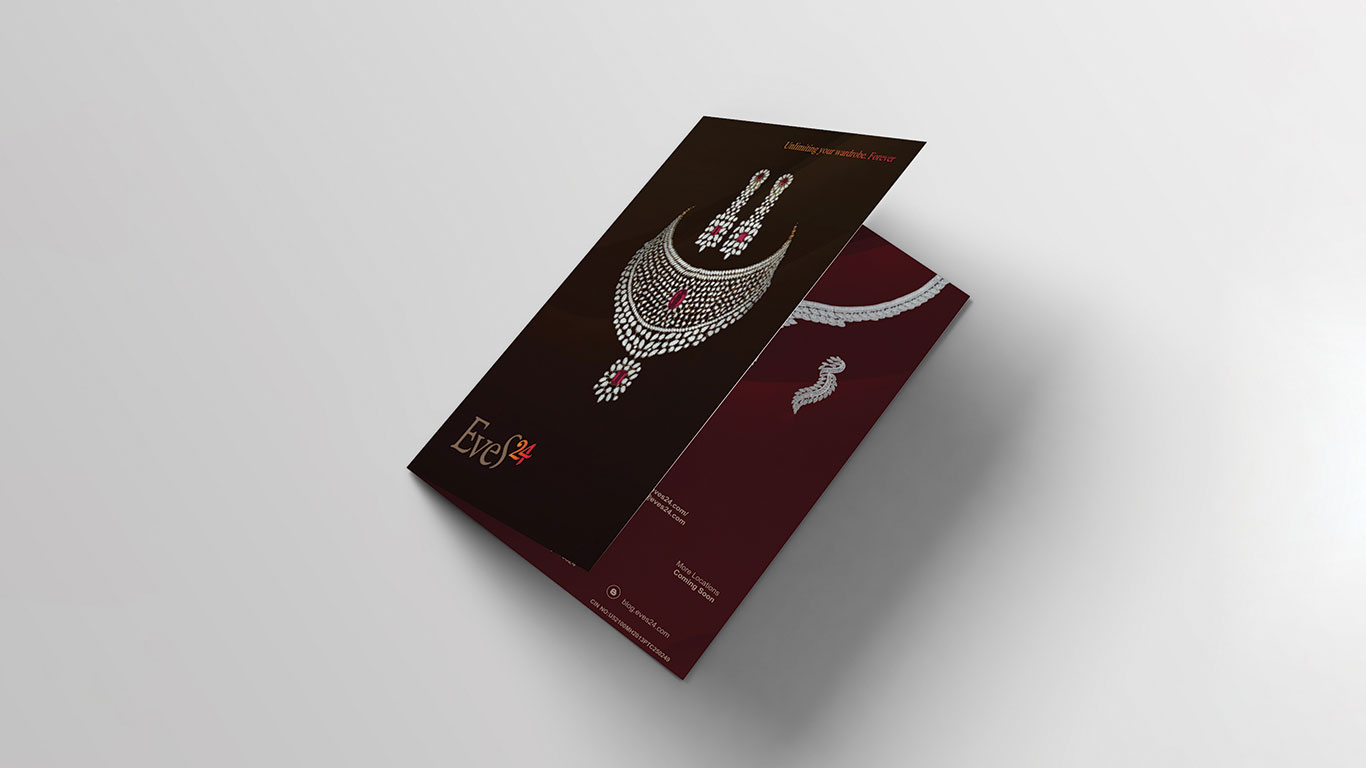 Unlimiting your wardrobe. Forever
Eves24
eves24.com/
eves24.com
More Locations
Coming Soon
blog.eves24.com